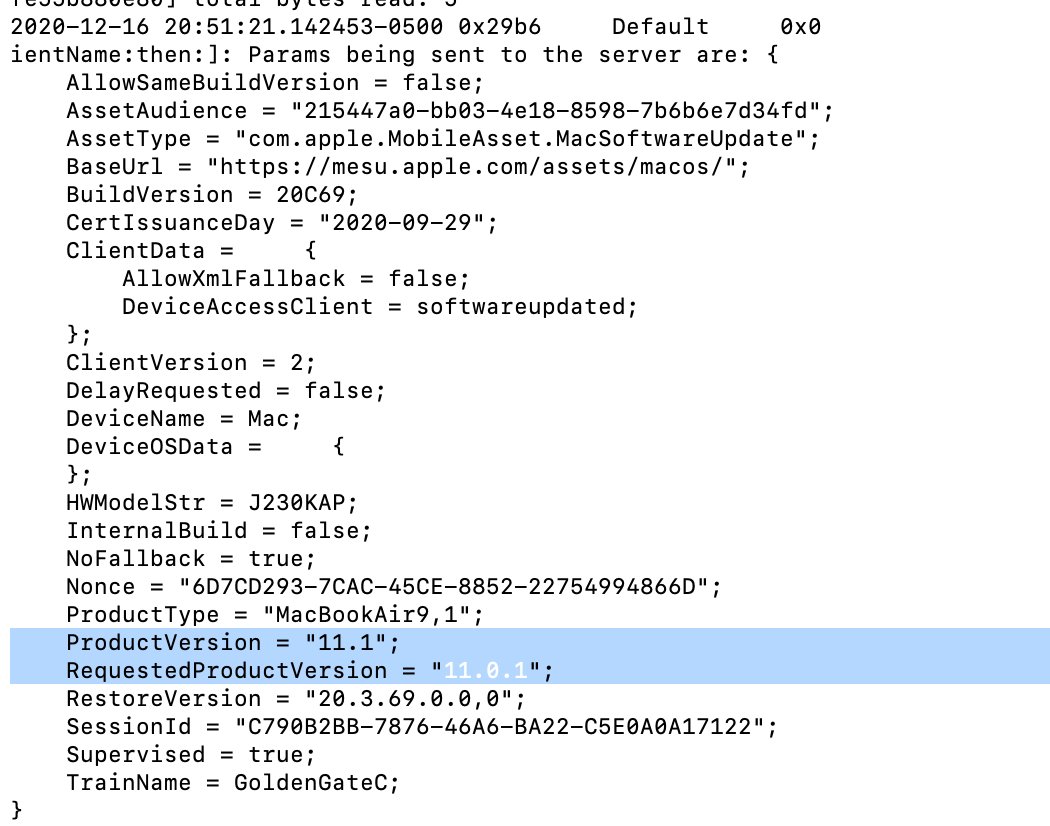 total bytes read: 5
2020-12-16 20:51:21.142453-0500 0x29b6     Default     0x0
ientName:then:]: Params being sent to the server are: {
    AllowSameBuildVersion = false;
    AssetAudience = "215447a0-bb03-4e18-8598-7b6b6e7d34fd";
    AssetType = "com.apple.MobileAsset.MacSoftwareUpdate";
    BaseUrl = "https://mesu.apple.com/assets/macos/";
    BuildVersion = 20C69;
    CertIssuanceDay = "2020-09-29";
    ClientData =     {
        AllowXmlFallback = false;
        DeviceAccessClient = softwareupdated;
    };
    ClientVersion = 2;
    DelayRequested = false;
    DeviceName = Mac;
    DeviceOSData =     {
    };
    HWModelStr = J230KAP;
    InternalBuild = false;
    NoFallback = true;
    Nonce = "6D7CD293-7CAC-45CE-8852-22754994866D";
    ProductType = "MacBookAir9,1";
    ProductVersion = "11.1";
    RequestedProductVersion = "11.0.1";
    RestoreVersion = "20.3.69.0.0,0";
    SessionId = "C790B2BB-7876-46A6-BA22-C5E0A0A17122";
    Supervised = true;
    TrainName = GoldenGateC;
}